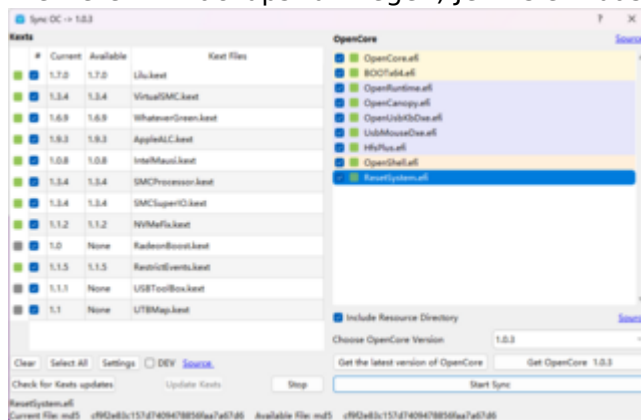 Sync OC -> 1.0.3
? ×
Kexts
# Current Available Kext Files
1.7.0 1.7.0 Lilu.kext
1.3.4 1.3.4 VirtualSMC.kext
1.6.9 1.6.9 WhateverGreen.kext
1.9.3 1.9.3 AppleALC.kext
1.0.8 1.0.8 IntelMausi.kext
1.3.4 1.3.4 SMCProcessor.kext
1.3.4 1.3.4 SMCSuperIO.kext
1.1.2 1.1.2 NVMeFix.kext
1.0 None RadeonBoost.kext
1.1.5 1.1.5 RestrictEvents.kext
1.1.1 None USBToolBox.kext
1.1 None UTBMap.kext
Clear Select All Settings DEV Source
Check for Kexts updates Update Kexts Stop
OpenCore Source
OpenCore.efi
BOOTx64.efi
OpenRuntime.efi
OpenCanopy.efi
OpenUsbKbDxe.efi
UsbMouseDxe.efi
HfsPlus.efi
OpenShell.efi
ResetSystem.efi
Include Resource Directory Source
Choose OpenCore Version 1.0.3
Get the latest version of OpenCore Get OpenCore 1.0.3
Start Sync
ResetSystem.efi
Current File: md5 Available File: md5